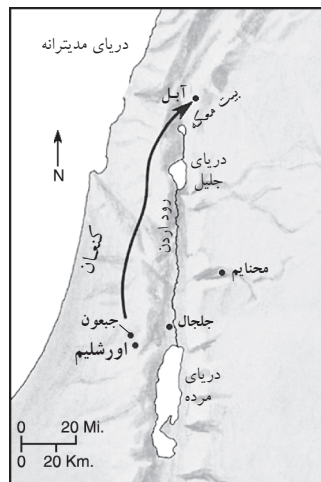 دریای مدیترانه
آبل
بیت معکه
دریای
جلیل
N
رود اردن
کنعان
محنایم
جبعون
جلجال
اورشلیم
دریای
مرده
0 20 Mi.
0 20 Km.